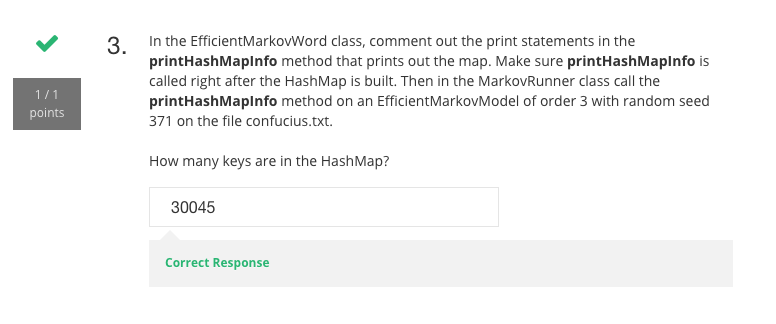 3.
In the EfficientMarkovWord class, comment out the print statements in the
printHashMapInfo method that prints out the map. Make sure printHashMapInfo is
called right after the HashMap is built. Then in the MarkovRunner class call the
printHashMapInfo method on an EfficientMarkovModel of order 3 with random seed
371 on the file confucius.txt.
1 / 1
points
How many keys are in the HashMap?
30045
Correct Response